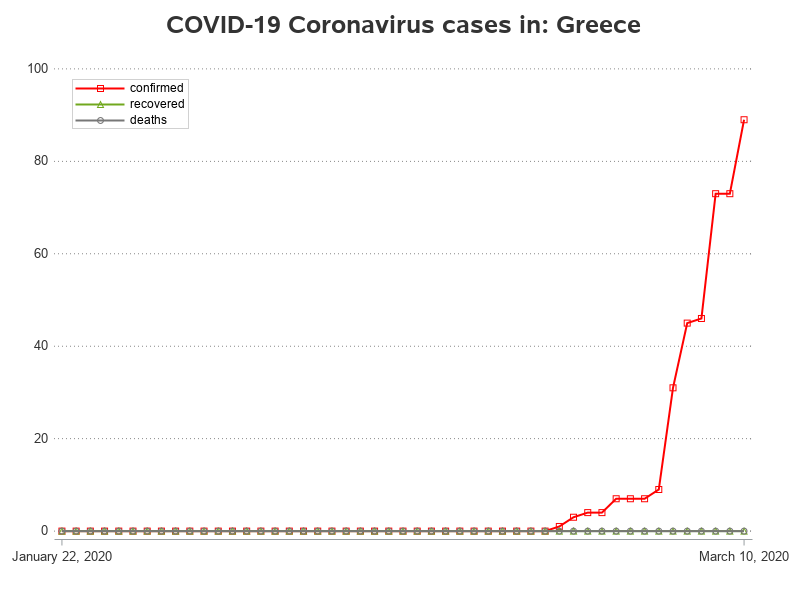 COVID-19 Coronavirus cases in: Greece
100
confirmed
recovered
deaths
80
60
40
20
0
January 22, 2020
March 10, 2020